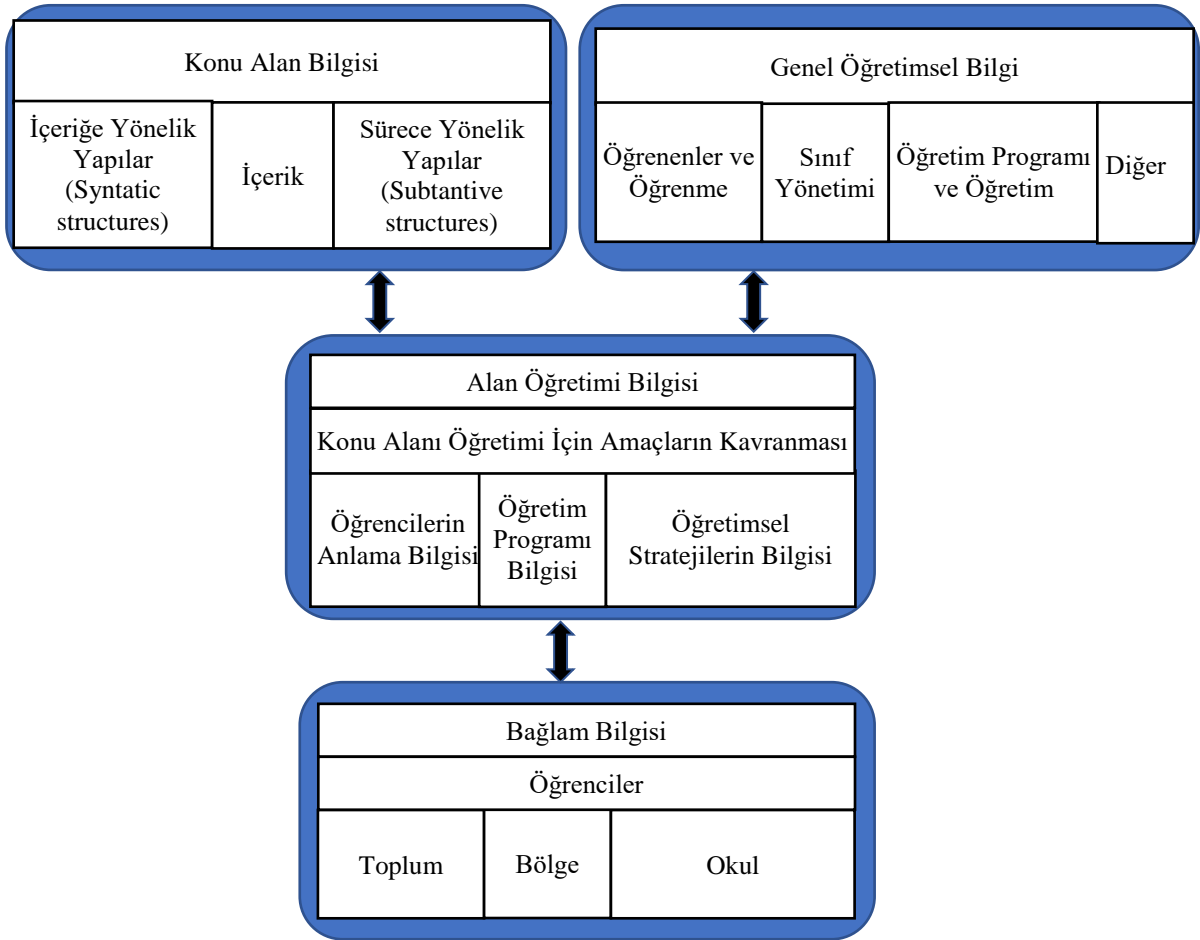 Konu Alan Bilgisi
İçeriğe Yönelik
Yapılar
(Syntatic
structures)
İçerik
Sürece Yönelik
Yapılar
(Subtantive
structures)
Genel Öğretimsel Bilgi
Öğrenenler ve
Öğrenme
Sınıf
Yönetimi
Öğretim Programı
ve Öğretim
Diğer
Alan Öğretimi Bilgisi
Konu Alanı Öğretimi İçin Amaçların Kavranması
Öğrencilerin
Anlama Bilgisi
Öğretim
Programı
Bilgisi
Öğretimsel
Stratejilerin Bilgisi
Bağlam Bilgisi
Öğrenciler
Toplum
Bölge
Okul